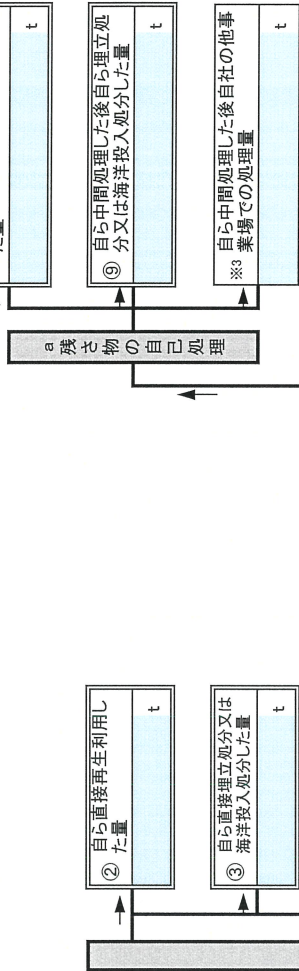 た量
t
⑨ 自ら中間処理した後自ら埋立処
分又は海洋投入処分した量
t
※3 自ら中間処理した後自社の他事
業場での処理量
t
a 残さ物の自己処理
② 自ら直接再生利用し
た量
t
③ 自ら直接埋立処分又は
海洋投入処分した量
t